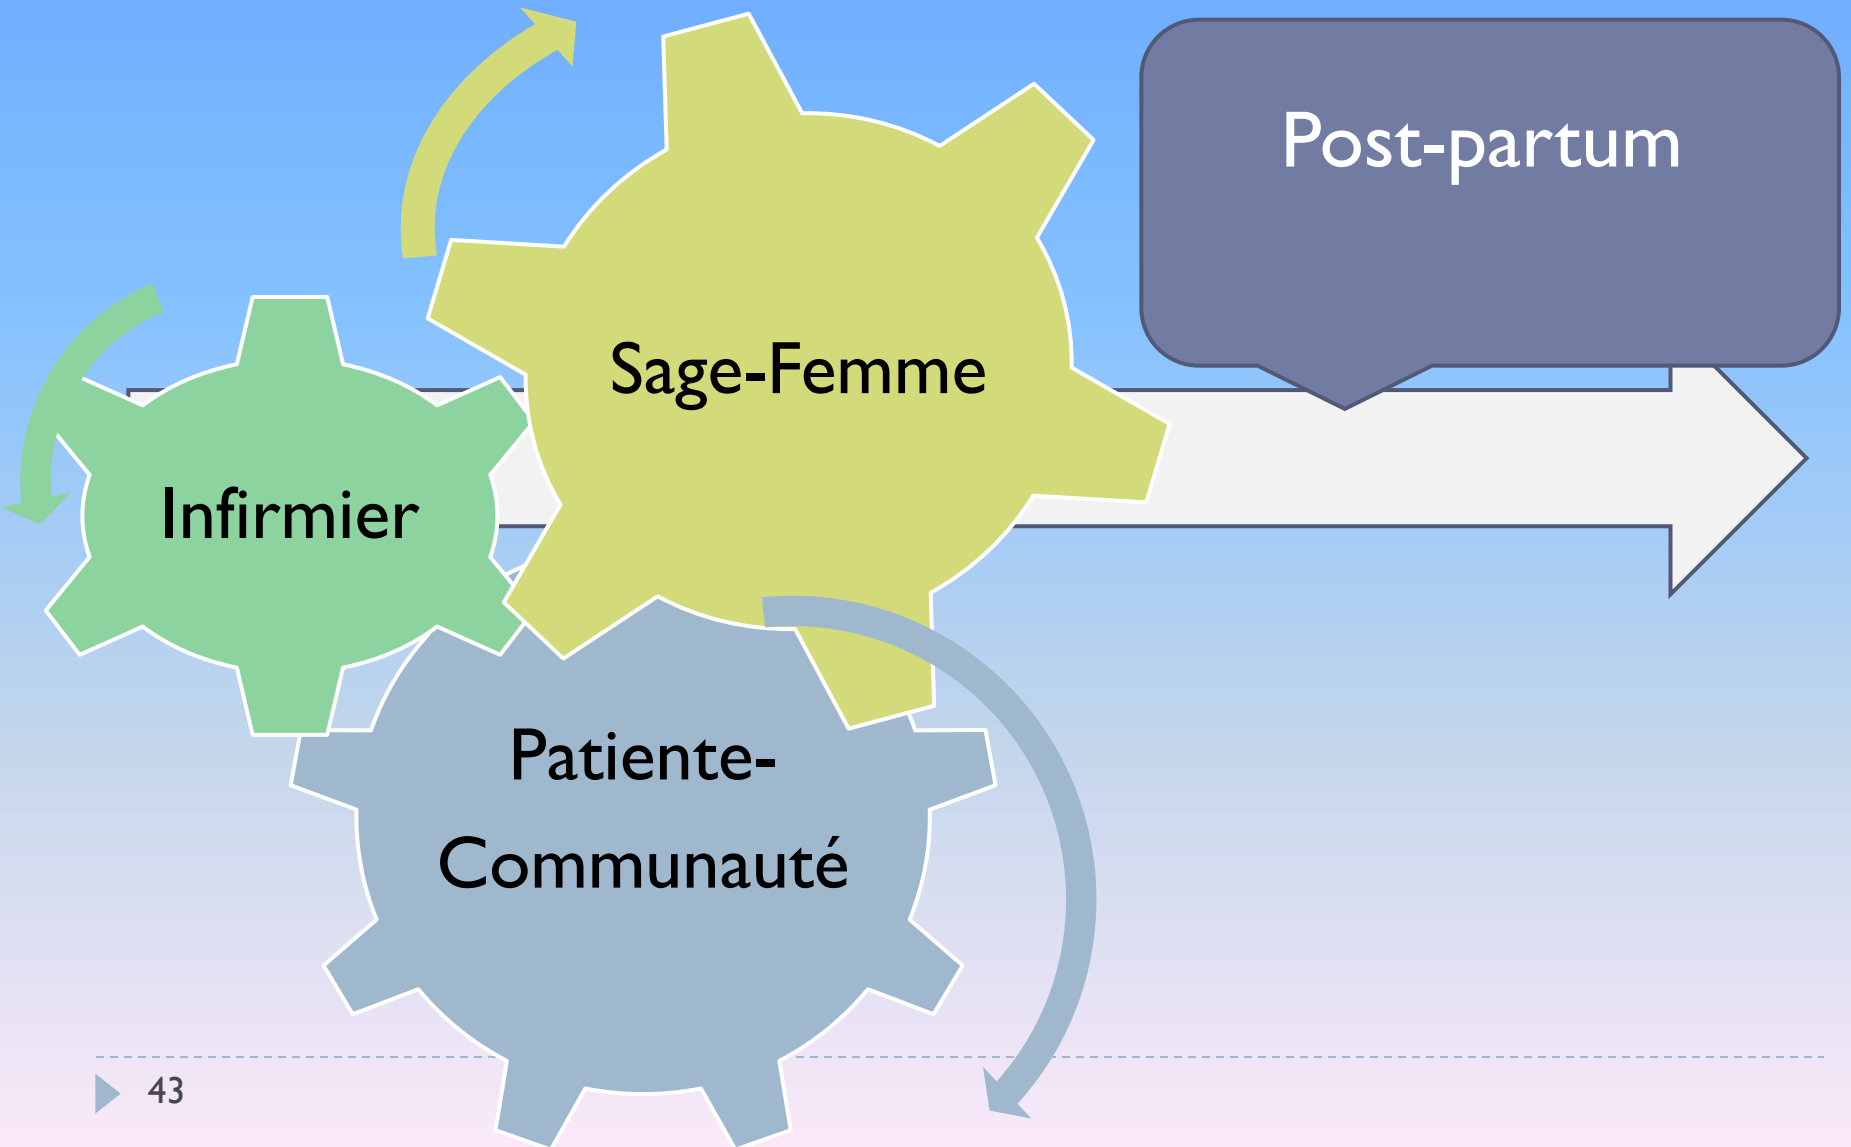 Post-partum
Sage-Femme
Infirmier
Patiente-
Communauté
43